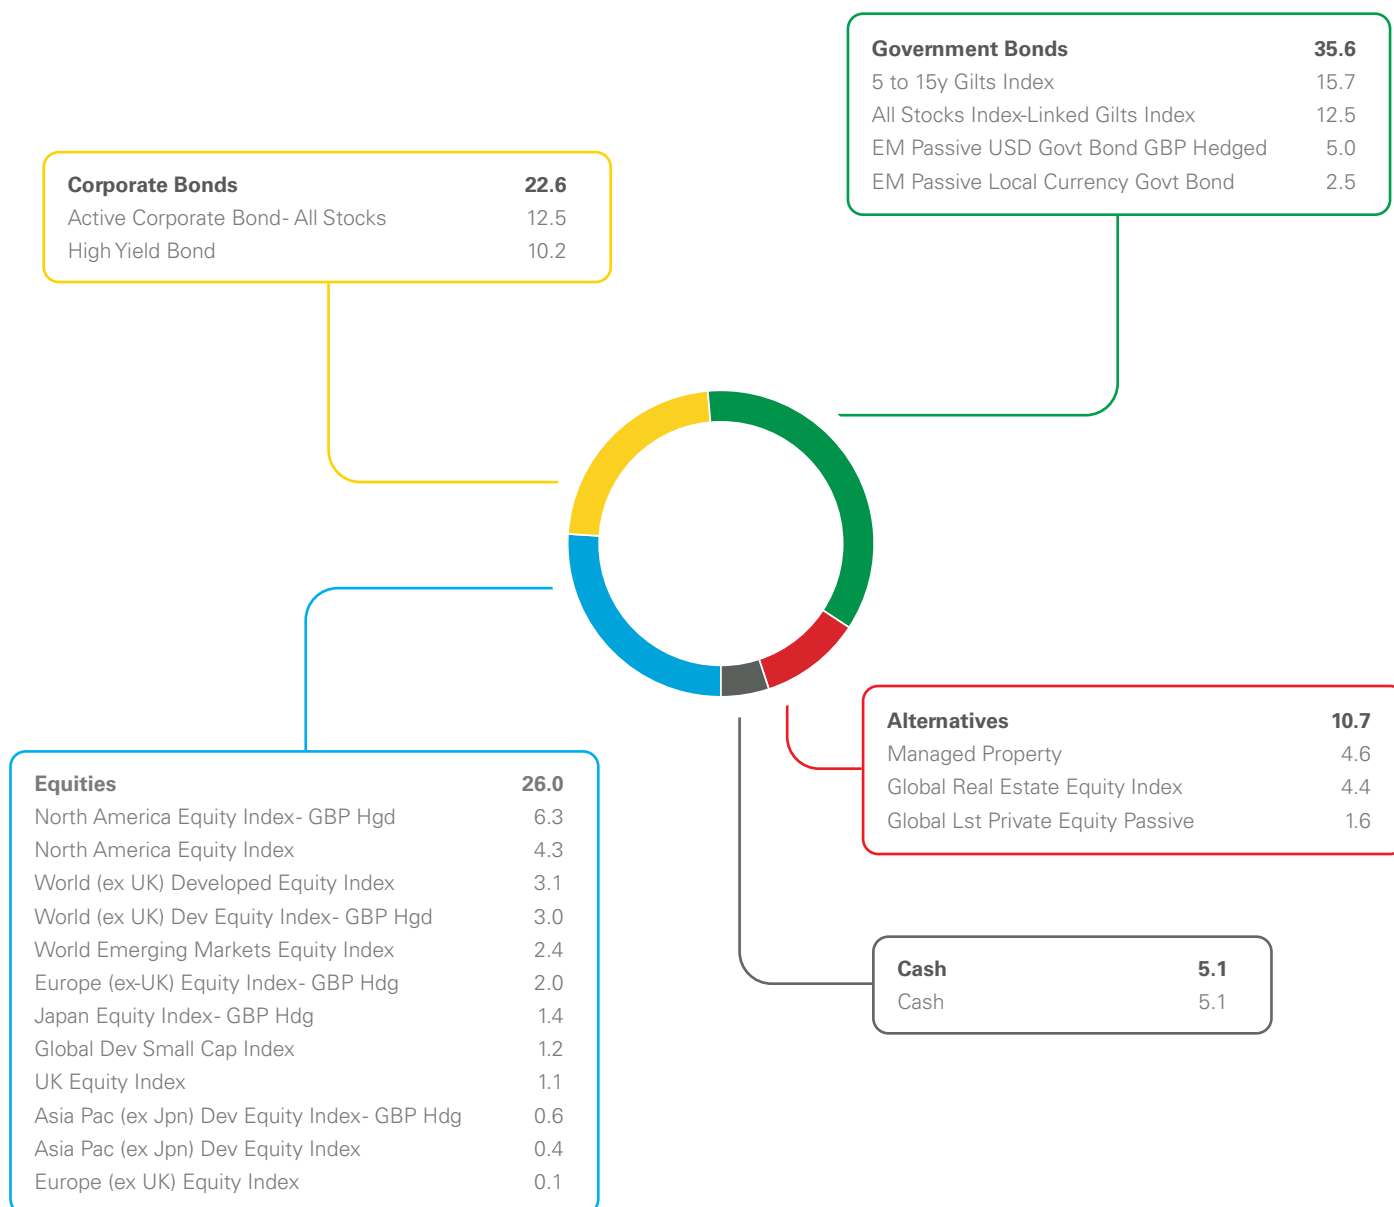 Government Bonds 35.6
5 to 15y Gilts Index 15.7
All Stocks Index-Linked Gilts Index 12.5
EM Passive USD Govt Bond GBP Hedged 5.0
EM Passive Local Currency Govt Bond 2.5
Corporate Bonds 22.6
Active Corporate Bond- All Stocks 12.5
High Yield Bond 10.2
Alternatives 10.7
Managed Property 4.6
Global Real Estate Equity Index 4.4
Global Lst Private Equity Passive 1.6
Equities 26.0
North America Equity Index- GBP Hgd 6.3
North America Equity Index 4.3
World (ex UK) Developed Equity Index 3.1
World (ex UK) Dev Equity Index- GBP Hgd 3.0
World Emerging Markets Equity Index 2.4
Europe (ex-UK) Equity Index- GBP Hdg 2.0
Japan Equity Index- GBP Hdg 1.4
Global Dev Small Cap Index 1.2
UK Equity Index 1.1
Asia Pac (ex Jpn) Dev Equity Index- GBP Hdg 0.6
Asia Pac (ex Jpn) Dev Equity Index 0.4
Europe (ex UK) Equity Index 0.1
Cash 5.1
Cash 5.1